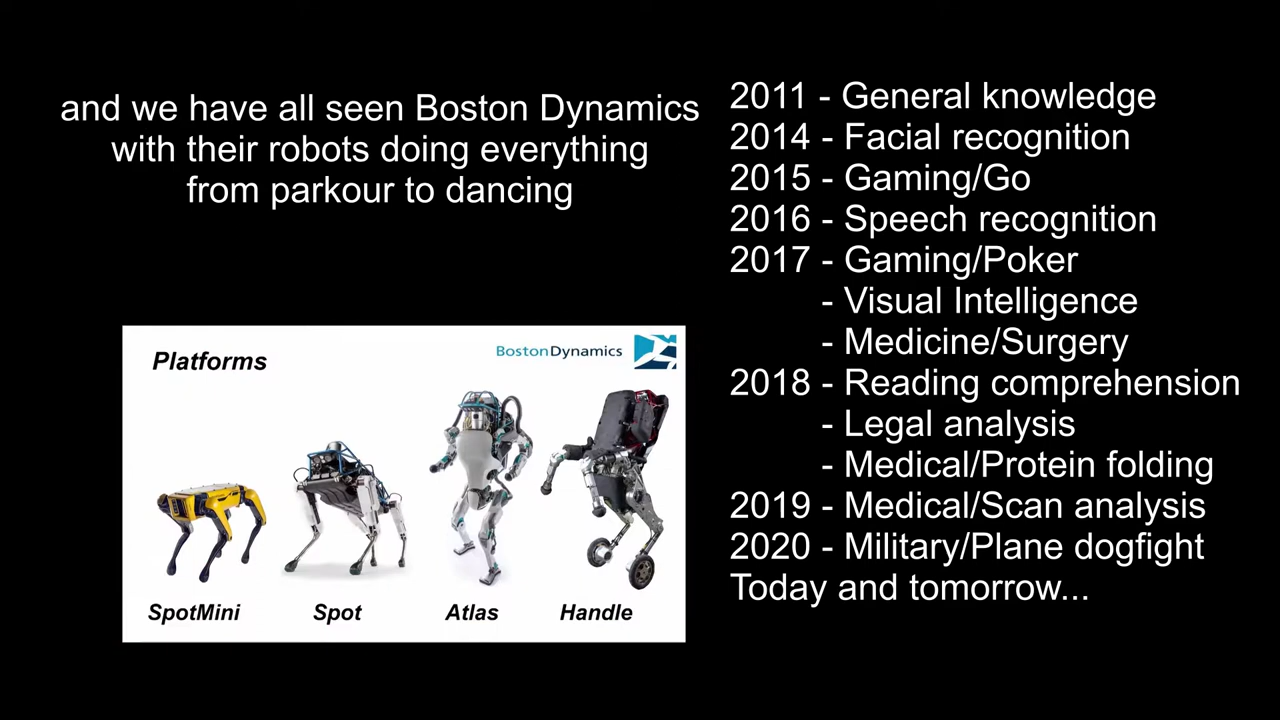 and we have all seen Boston Dynamics
with their robots doing everything
from parkour to dancing
Platforms
BostonDynamics
SpotMini
Spot
Atlas
Handle
2011 - General knowledge
2014 - Facial recognition
2015 - Gaming/Go
2016 - Speech recognition
2017 - Gaming/Poker
- Visual Intelligence
- Medicine/Surgery
2018 - Reading comprehension
- Legal analysis
- Medical/Protein folding
2019 - Medical/Scan analysis
2020 - Military/Plane dogfight
Today and tomorrow...